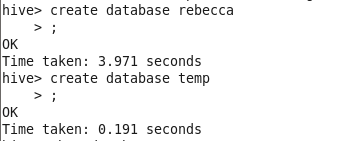 hive> create database rebecca
    > ;
OK
Time taken: 3.971 seconds
hive> create database temp
    > ;
OK
Time taken: 0.191 seconds